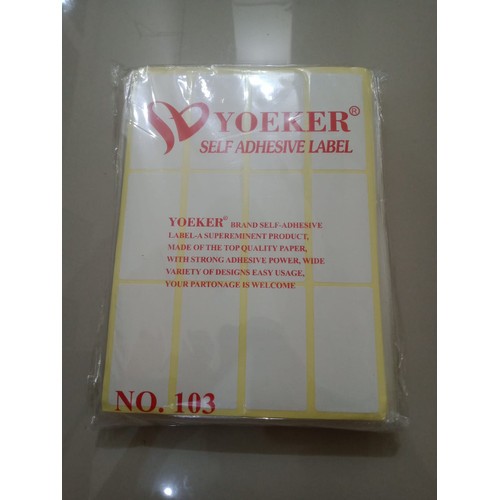 YOEKER®
SELF ADHESIVE LABEL
YOEKER® BRAND SELF-ADHESIVE
LABEL-A SUPEREMINENT PRODUCT,
MADE OF THE TOP QUALITY PAPER,
WITH STRONG ADHESIVE POWER, WIDE
VARIETY OF DESIGNS EASY USAGE,
YOUR PARTONAGE IS WELCOME
NO. 103